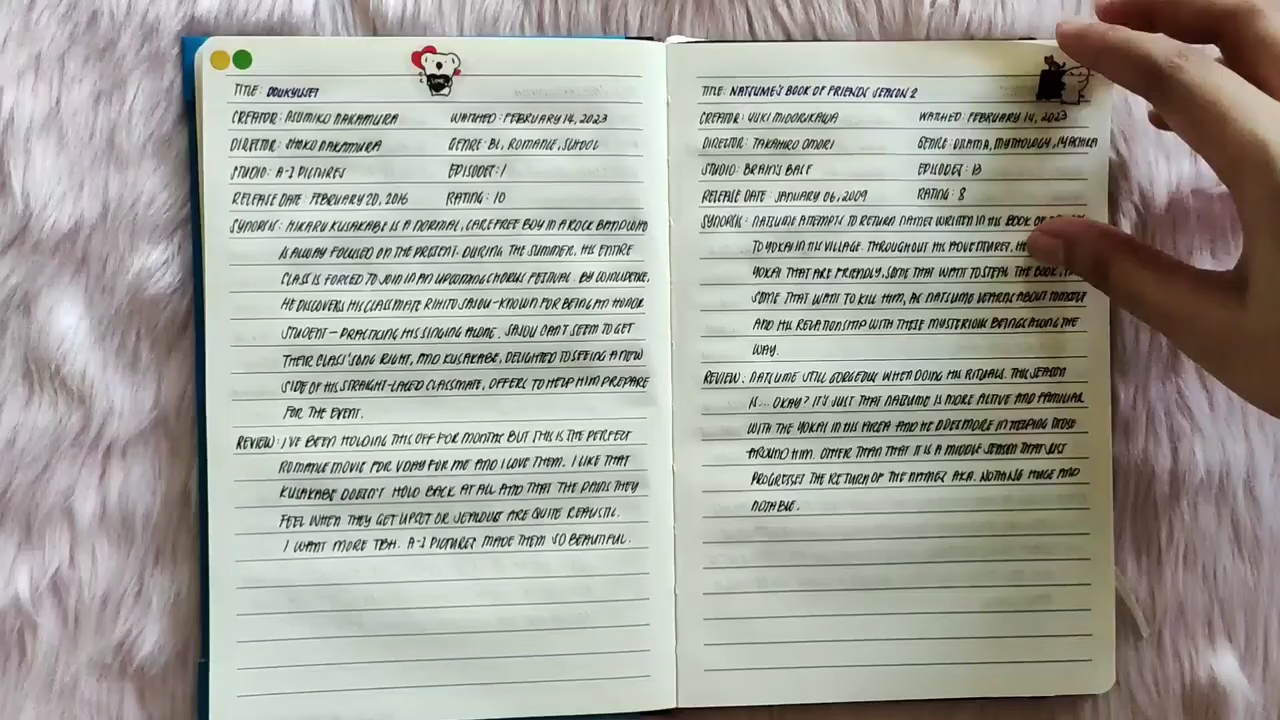 TITLE: DOUKYUSEI
CREATOR: ASUMIKO NAKAMURA WATCHED: FEBRUARY 14, 2023
DIRECTOR: SHOKO NAKAMURA GENRE: BL, ROMANCE, SCHOOL
STUDIO: A-1 PICTURES EPISODES: 1
RELEASE DATE: FEBRUARY 20, 2016 RATING: 10
SYNOPSIS: HIKARU KUSAKABE IS A NORMAL, CAREFREE BOY IN A ROCK BAND WHO
IS ALWAY FOCUSED ON THE PRESENT. DURING THE SUMMER, HIS ENTIRE
CLASS IS FORCED TO JOIN IN AN UPCOMING CHORUS FESTIVAL. BY COINCIDENCE,
HE DISCOVERS HIS CLASSMATE RIHITO SAJOU-KNOWN FOR BEING AN HONOR
STUDENT - PRACTICING HIS SINGING ALONE. SAJOU CAN'T SEEM TO GET
THEIR CLASS SONG RIGHT, AND KUSAKABE, DELIGHTED TO SEEING A NEW
SIDE OF HIS STRAIGHT-LACED CLASSMATE, OFFERS TO HELP HIM PREPARE
FOR THE EVENT.
REVIEW: I'VE BEEN HOLDING THIS OFF FOR MONTHS BUT THIS IS THE PERFECT
ROMANCE MOVIE FOR VDAY FOR ME AND I LOVE THEM. I LIKE THAT
KUSAKABE DOESN'T HOLD BACK AT ALL AND THAT THE PAINS THEY
FEEL WHEN THEY GET UPSET OR JEALOUS ARE QUITE REALISTIC.
I WANT MORE TBH. A-1 PICTURES MADE THEM SO BEAUTIFUL.
TITLE: NATSUME'S BOOK OF FRIENDS SEASON 2
CREATOR: YUKI MIDORIKAWA WATCHED: FEBRUARY 14, 2023
DIRECTOR: TAKAHIRO OMORI GENRE: DRAMA, MYTHOLOGY, IYASHIKEI
STUDIO: BRAIN'S BASE EPISODES: 13
RELEASE DATE: JANUARY 06, 2009 RATING: 8
SYNOPSIS: NATSUME ATTEMPTS TO RETURN NAMES WRITTEN IN HIS BOOK OF
TO YOKAI IN HIS VILLAGE. THROUGHOUT HIS ADVENTURES,
YOKAI THAT ARE FRIENDLY, SOME THAT WANT TO STEAL THE BOOK,
SOME THAT WANT TO KILL HIM, AS NATSUME LEARNS ABOUT HIMSELF
AND HIS RELATIONSHIP WITH THESE MYSTERIOUS BEINGS ALONG THE
WAY.
REVIEW: NATSUME STILL GORGEOUS WHEN DOING HIS RITUALS. THIS SEASON
IS... OKAY? IT'S JUST THAT NATSUME IS MORE ACTIVE AND FAMILIAR
WITH THE YOKAI IN HIS AREA AND HE DOES MORE IN HELPING THOSE
AROUND HIM. OTHER THAN THAT IT IS A MIDDLE SEASON THAT JUST
PROGRESSES THE RETURN OF THE NAMES AKA. NOTHING HUGE AND
NOTABLE.